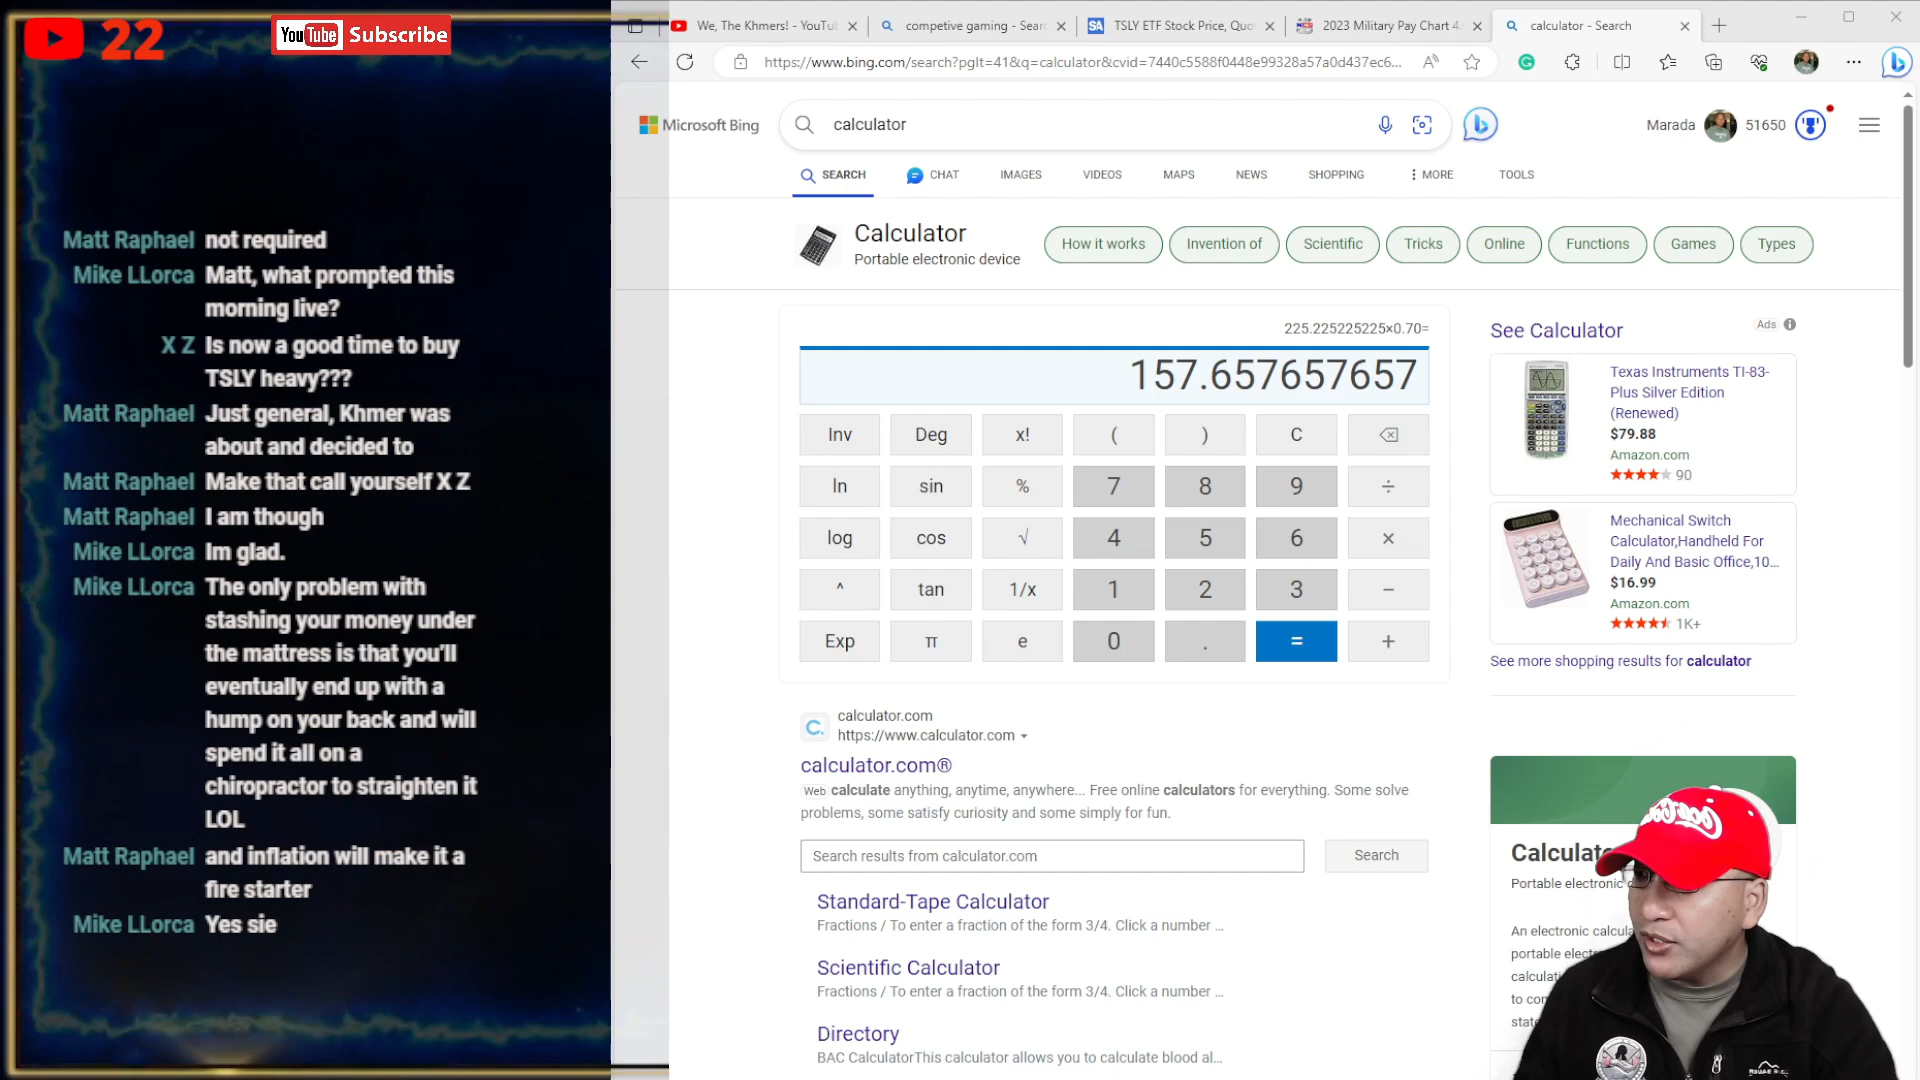 22
YouTube Subscribe
Matt Raphael not required
Mike LLorca Matt, what prompted this
morning live?
X Z Is now a good time to buy
TSLY heavy???
Matt Raphael Just general, Khmer was
about and decided to
Matt Raphael Make that call yourself X Z
Matt Raphael I am though
Mike LLorca Im glad.
Mike LLorca The only problem with
stashing your money under
the mattress is that you'll
eventually end up with a
hump on your back and will
spend it all on a
chiropractor to straighten it
LOL
Matt Raphael and inflation will make it a
fire starter
Mike LLorca Yes sie
We, The Khmers! - YouTu
competive gaming - Sear
TSLY ETF Stock Price, Quo
2023 Military Pay Chart 4.
calculator - Search
https://www.bing.com/search?pglt=41&q=calculator&cvid=7440c5588f0448e99328a57a0d437ec6...
Microsoft Bing
calculator
Marada
51650
SEARCH
CHAT
IMAGES
VIDEOS
MAPS
NEWS
SHOPPING
MORE
TOOLS
Calculator
Portable electronic device
How it works
Invention of
Scientific
Tricks
Online
Functions
Games
Types
225.225225225×0.70=
157.657657657
Inv Deg x! ( ) C
ln sin % 7 8 9 ÷
log cos √ 4 5 6 ×
^ tan 1/x 1 2 3 −
Exp π e 0 . = +
calculator.com
https://www.calculator.com
calculator.com®
Web calculate anything, anytime, anywhere... Free online calculators for everything. Some solve
problems, some satisfy curiosity and some simply for fun.
Search results from calculator.com
Search
Standard-Tape Calculator
Fractions / To enter a fraction of the form 3/4. Click a number ...
Scientific Calculator
Fractions / To enter a fraction of the form 3/4. Click a number ...
Directory
BAC CalculatorThis calculator allows you to calculate blood al...
See Calculator
Ads
Texas Instruments TI-83-
Plus Silver Edition
(Renewed)
$79.88
Amazon.com
90
Mechanical Switch
Calculator,Handheld For
Daily And Basic Office,10...
$16.99
Amazon.com
1K+
See more shopping results for calculator
Portable electronic
An electronic
Coca-Cola